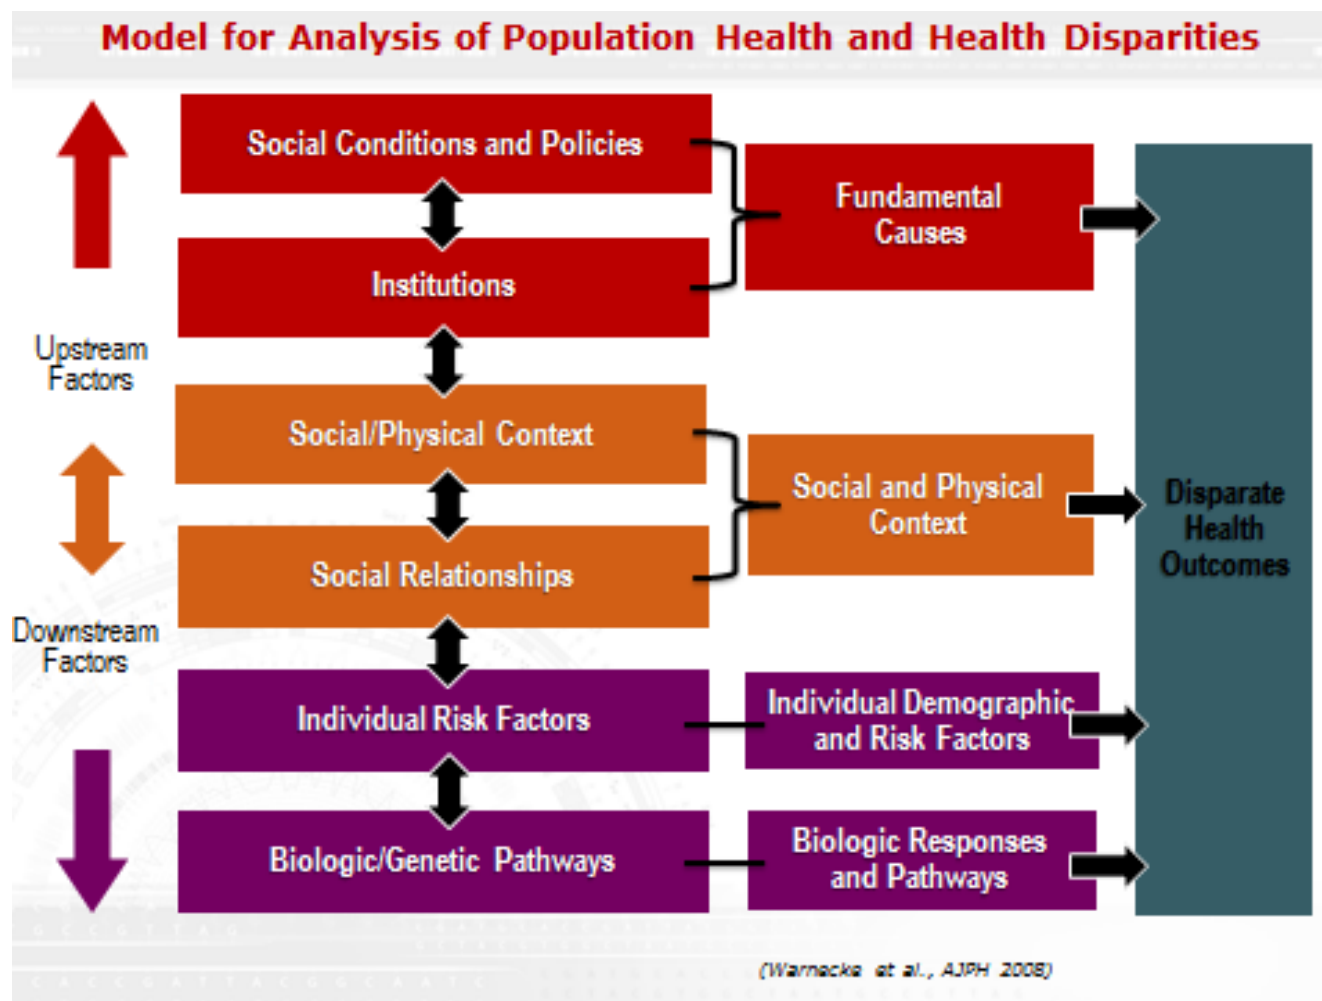 Model for Analysis of Population Health and Health Disparities
Social Conditions and Policies
Fundamental
Causes
Institutions
Upstream
Factors
Social/Physical Context
Social and Physical
Context
Disparate
Health
Outcomes
Social Relationships
Downstream
Factors
Individual Risk Factors
Individual Demographic
and Risk Factors
Biologic/Genetic Pathways
Biologic Responses
and Pathways
(Warnecke et al., AJPH 2008)
G C C G T T A G
C A C C G A T T A C G G C A A T C